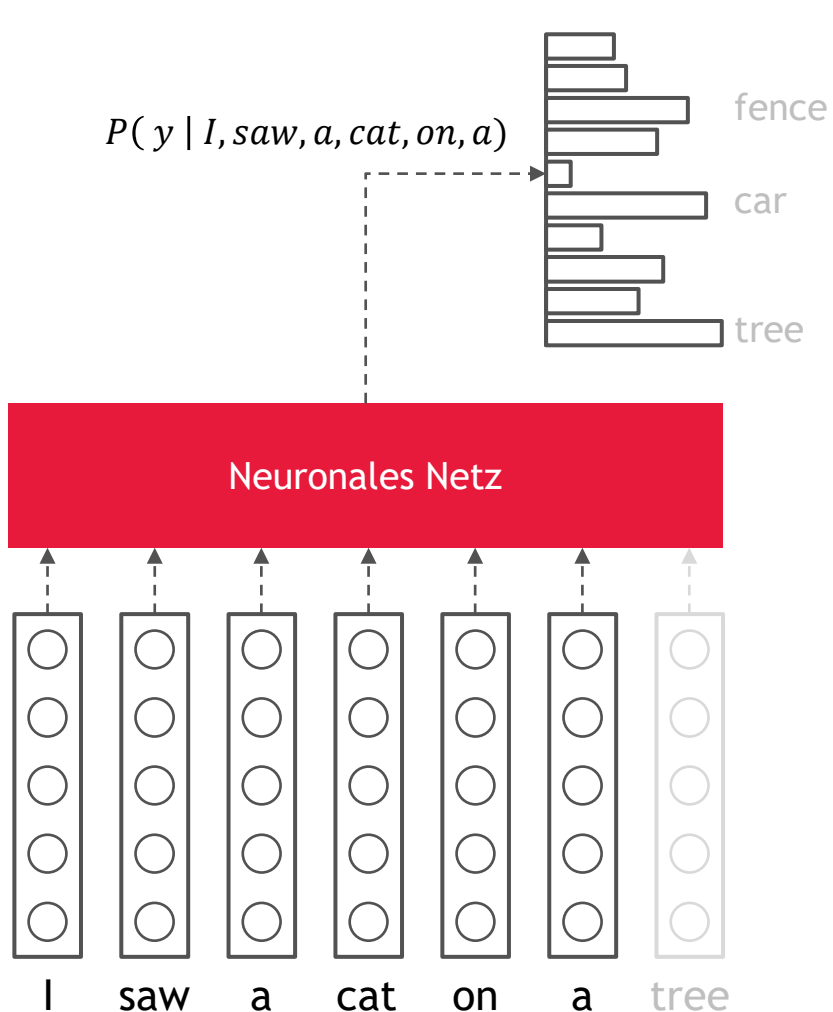 fence
P( y | I, saw, a, cat, on, a)
car
tree
Neuronales Netz
I saw a cat on a tree